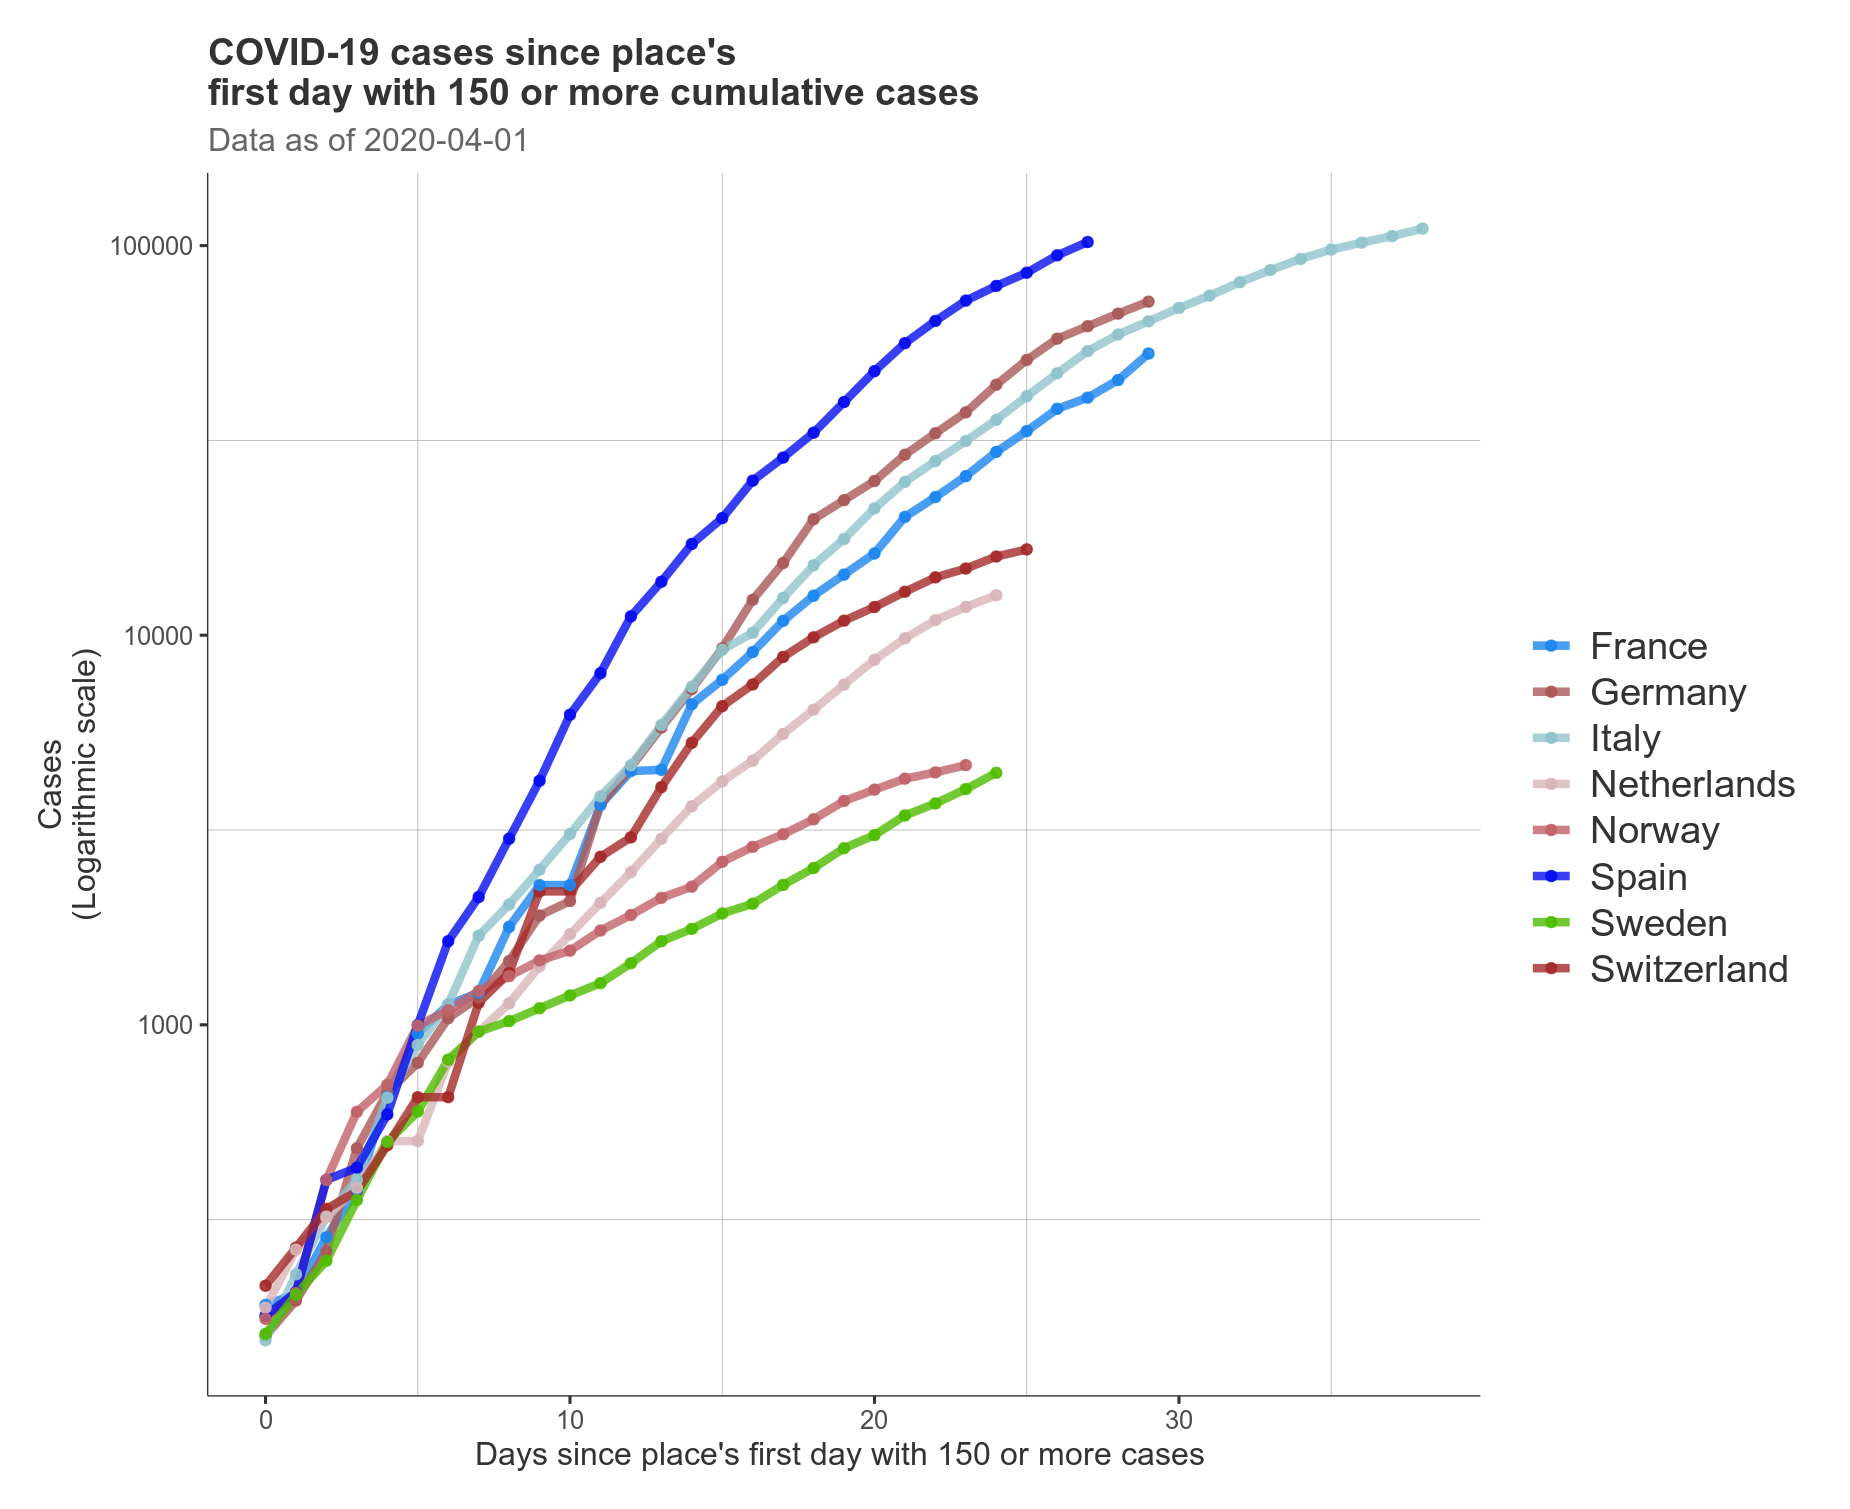 COVID-19 cases since place's
first day with 150 or more cumulative cases
Data as of 2020-04-01
100000
10000
1000
Cases
(Logarithmic scale)
0
10
20
30
Days since place's first day with 150 or more cases
France
Germany
Italy
Netherlands
Norway
Spain
Sweden
Switzerland